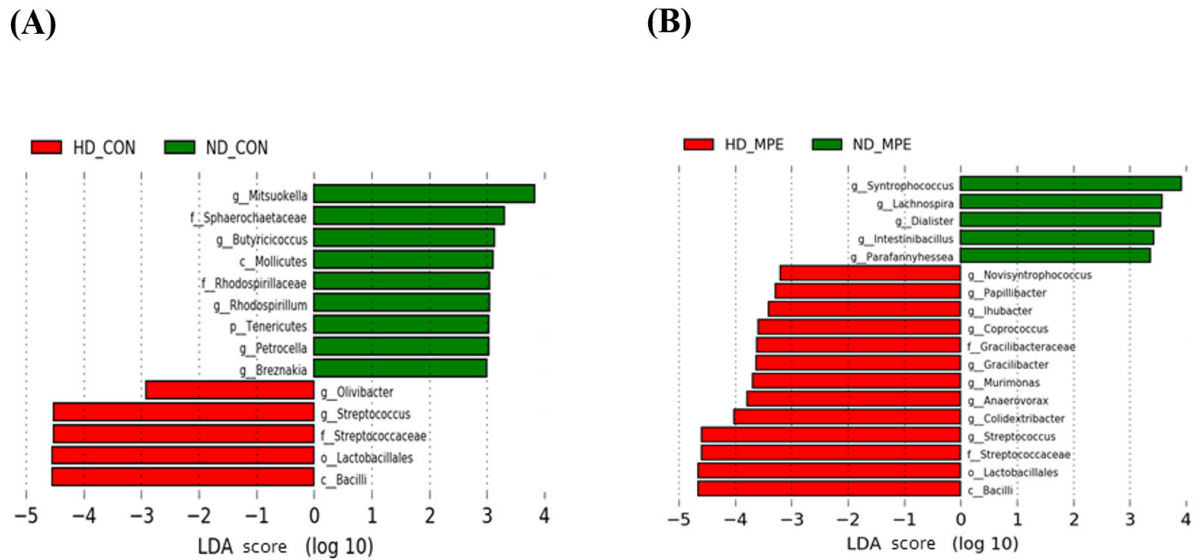 (A)
HD_CON ND_CON
g__Mitsuokella
f__Sphaerochaetaceae
g__Butyricicoccus
c__Mollicutes
f__Rhodospirillaceae
g__Rhodospirillum
p__Tenericutes
g__Petrocella
g__Breznakia
g__Olivibacter
g__Streptococcus
f__Streptococcaceae
o__Lactobacillales
c__Bacilli
−5 −4 −3 −2 −1 0 1 2 3 4
LDA score (log 10)
(B)
HD_MPE ND_MPE
g__Syntrophococcus
g__Lachnospira
g__Dialister
g__Intestinibacillus
g__Parafannyhessea
g__Novisyntrophococcus
g__Papillibacter
g__Ihubacter
g__Coprococcus
f__Gracilibacteraceae
g__Gracilibacter
g__Murimonas
g__Anaerovorax
g__Colidextribacter
g__Streptococcus
f__Streptococcaceae
o__Lactobacillales
c__Bacilli
−5 −4 −3 −2 −1 0 1 2 3 4
LDA score (log 10)